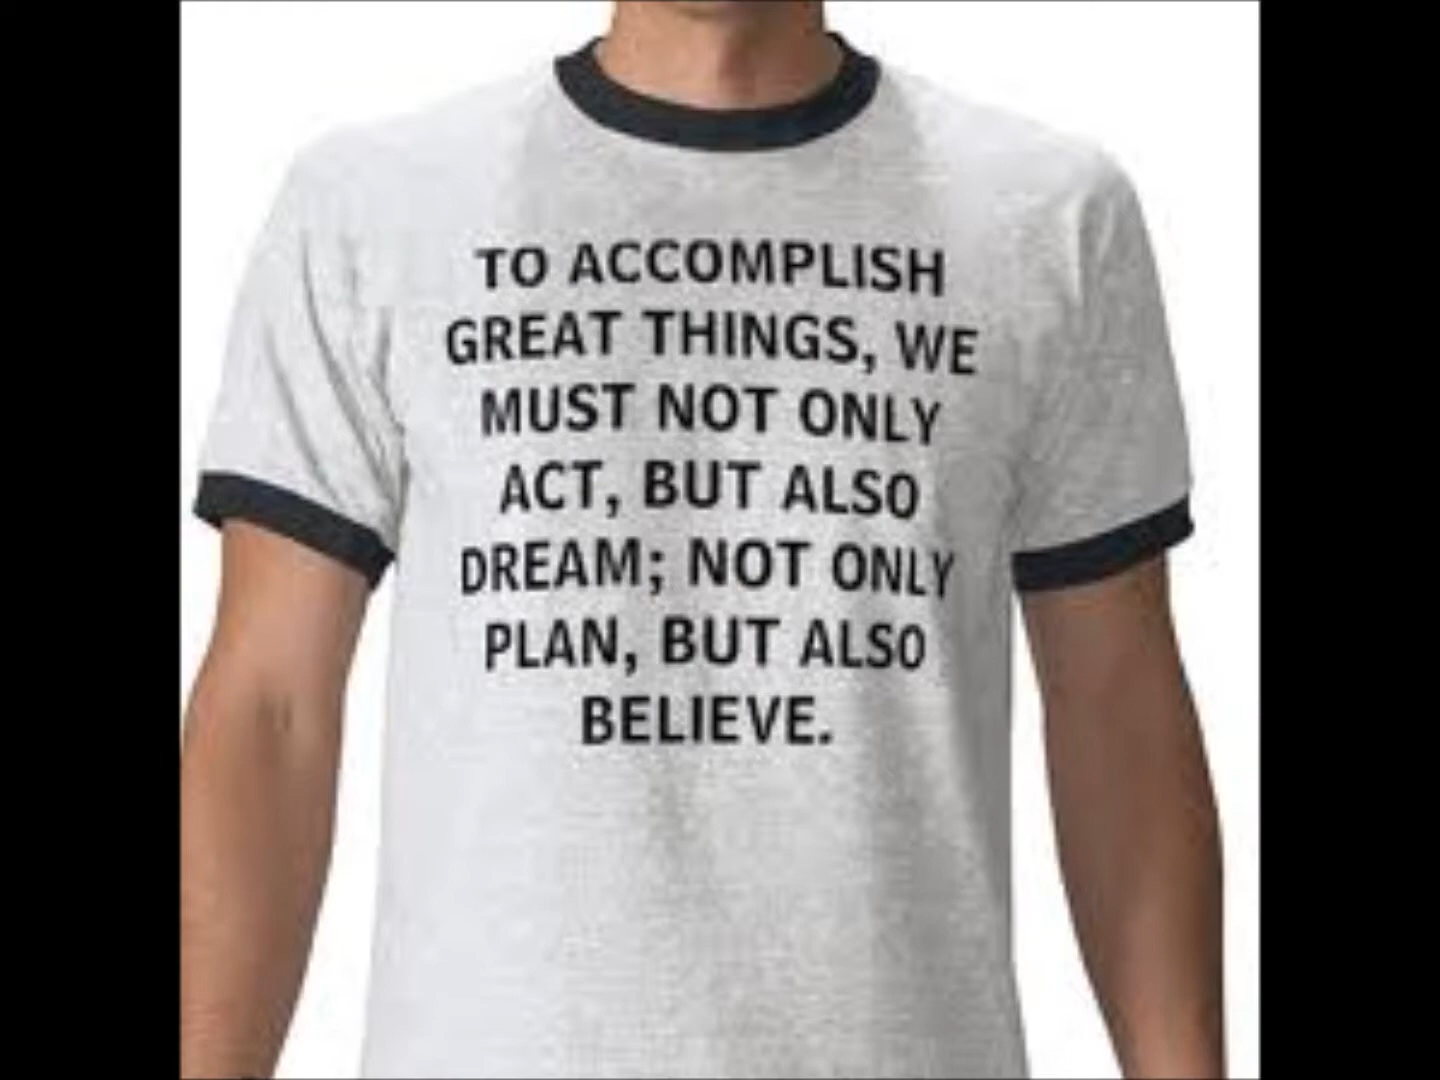 TO ACCOMPLISH
GREAT THINGS, WE
MUST NOT ONLY
ACT, BUT ALSO
DREAM; NOT ONLY
PLAN, BUT ALSO
BELIEVE.